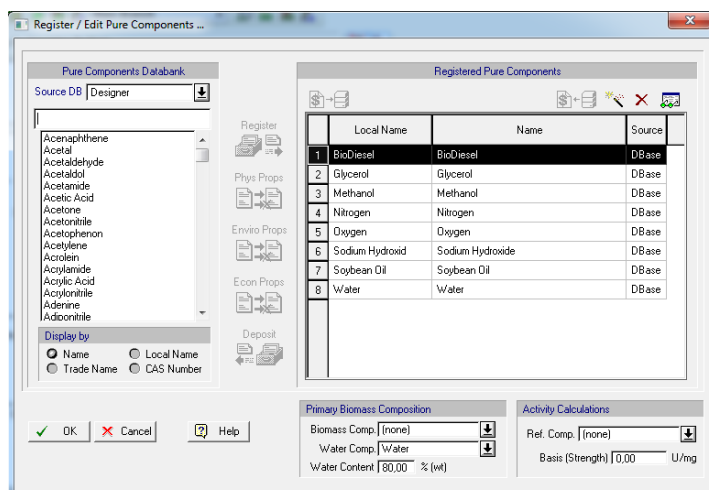 Register / Edit Pure Components ...
Pure Components Databank
Source DB Designer
Acenaphthene
Acetal
Acetaldehyde
Acetaldol
Acetamide
Acetic Acid
Acetone
Acetonitrile
Acetophenon
Acetylene
Acrolein
Acrylamide
Acrylic Acid
Acrylonitrile
Adenine
Adiponitrile
Display by
Name Local Name
Trade Name CAS Number
Register
Phys Props
Enviro Props
Econ Props
Deposit
Registered Pure Components
Local Name Name Source
1 BioDiesel BioDiesel DBase
2 Glycerol Glycerol DBase
3 Methanol Methanol DBase
4 Nitrogen Nitrogen DBase
5 Oxygen Oxygen DBase
6 Sodium Hydroxid Sodium Hydroxide DBase
7 Soybean Oil Soybean Oil DBase
8 Water Water DBase
OK Cancel Help
Primary Biomass Composition
Biomass Comp. (none)
Water Comp. Water
Water Content 80,00 % (wt)
Activity Calculations
Ref. Comp. (none)
Basis (Strength) 0,00 U/mg